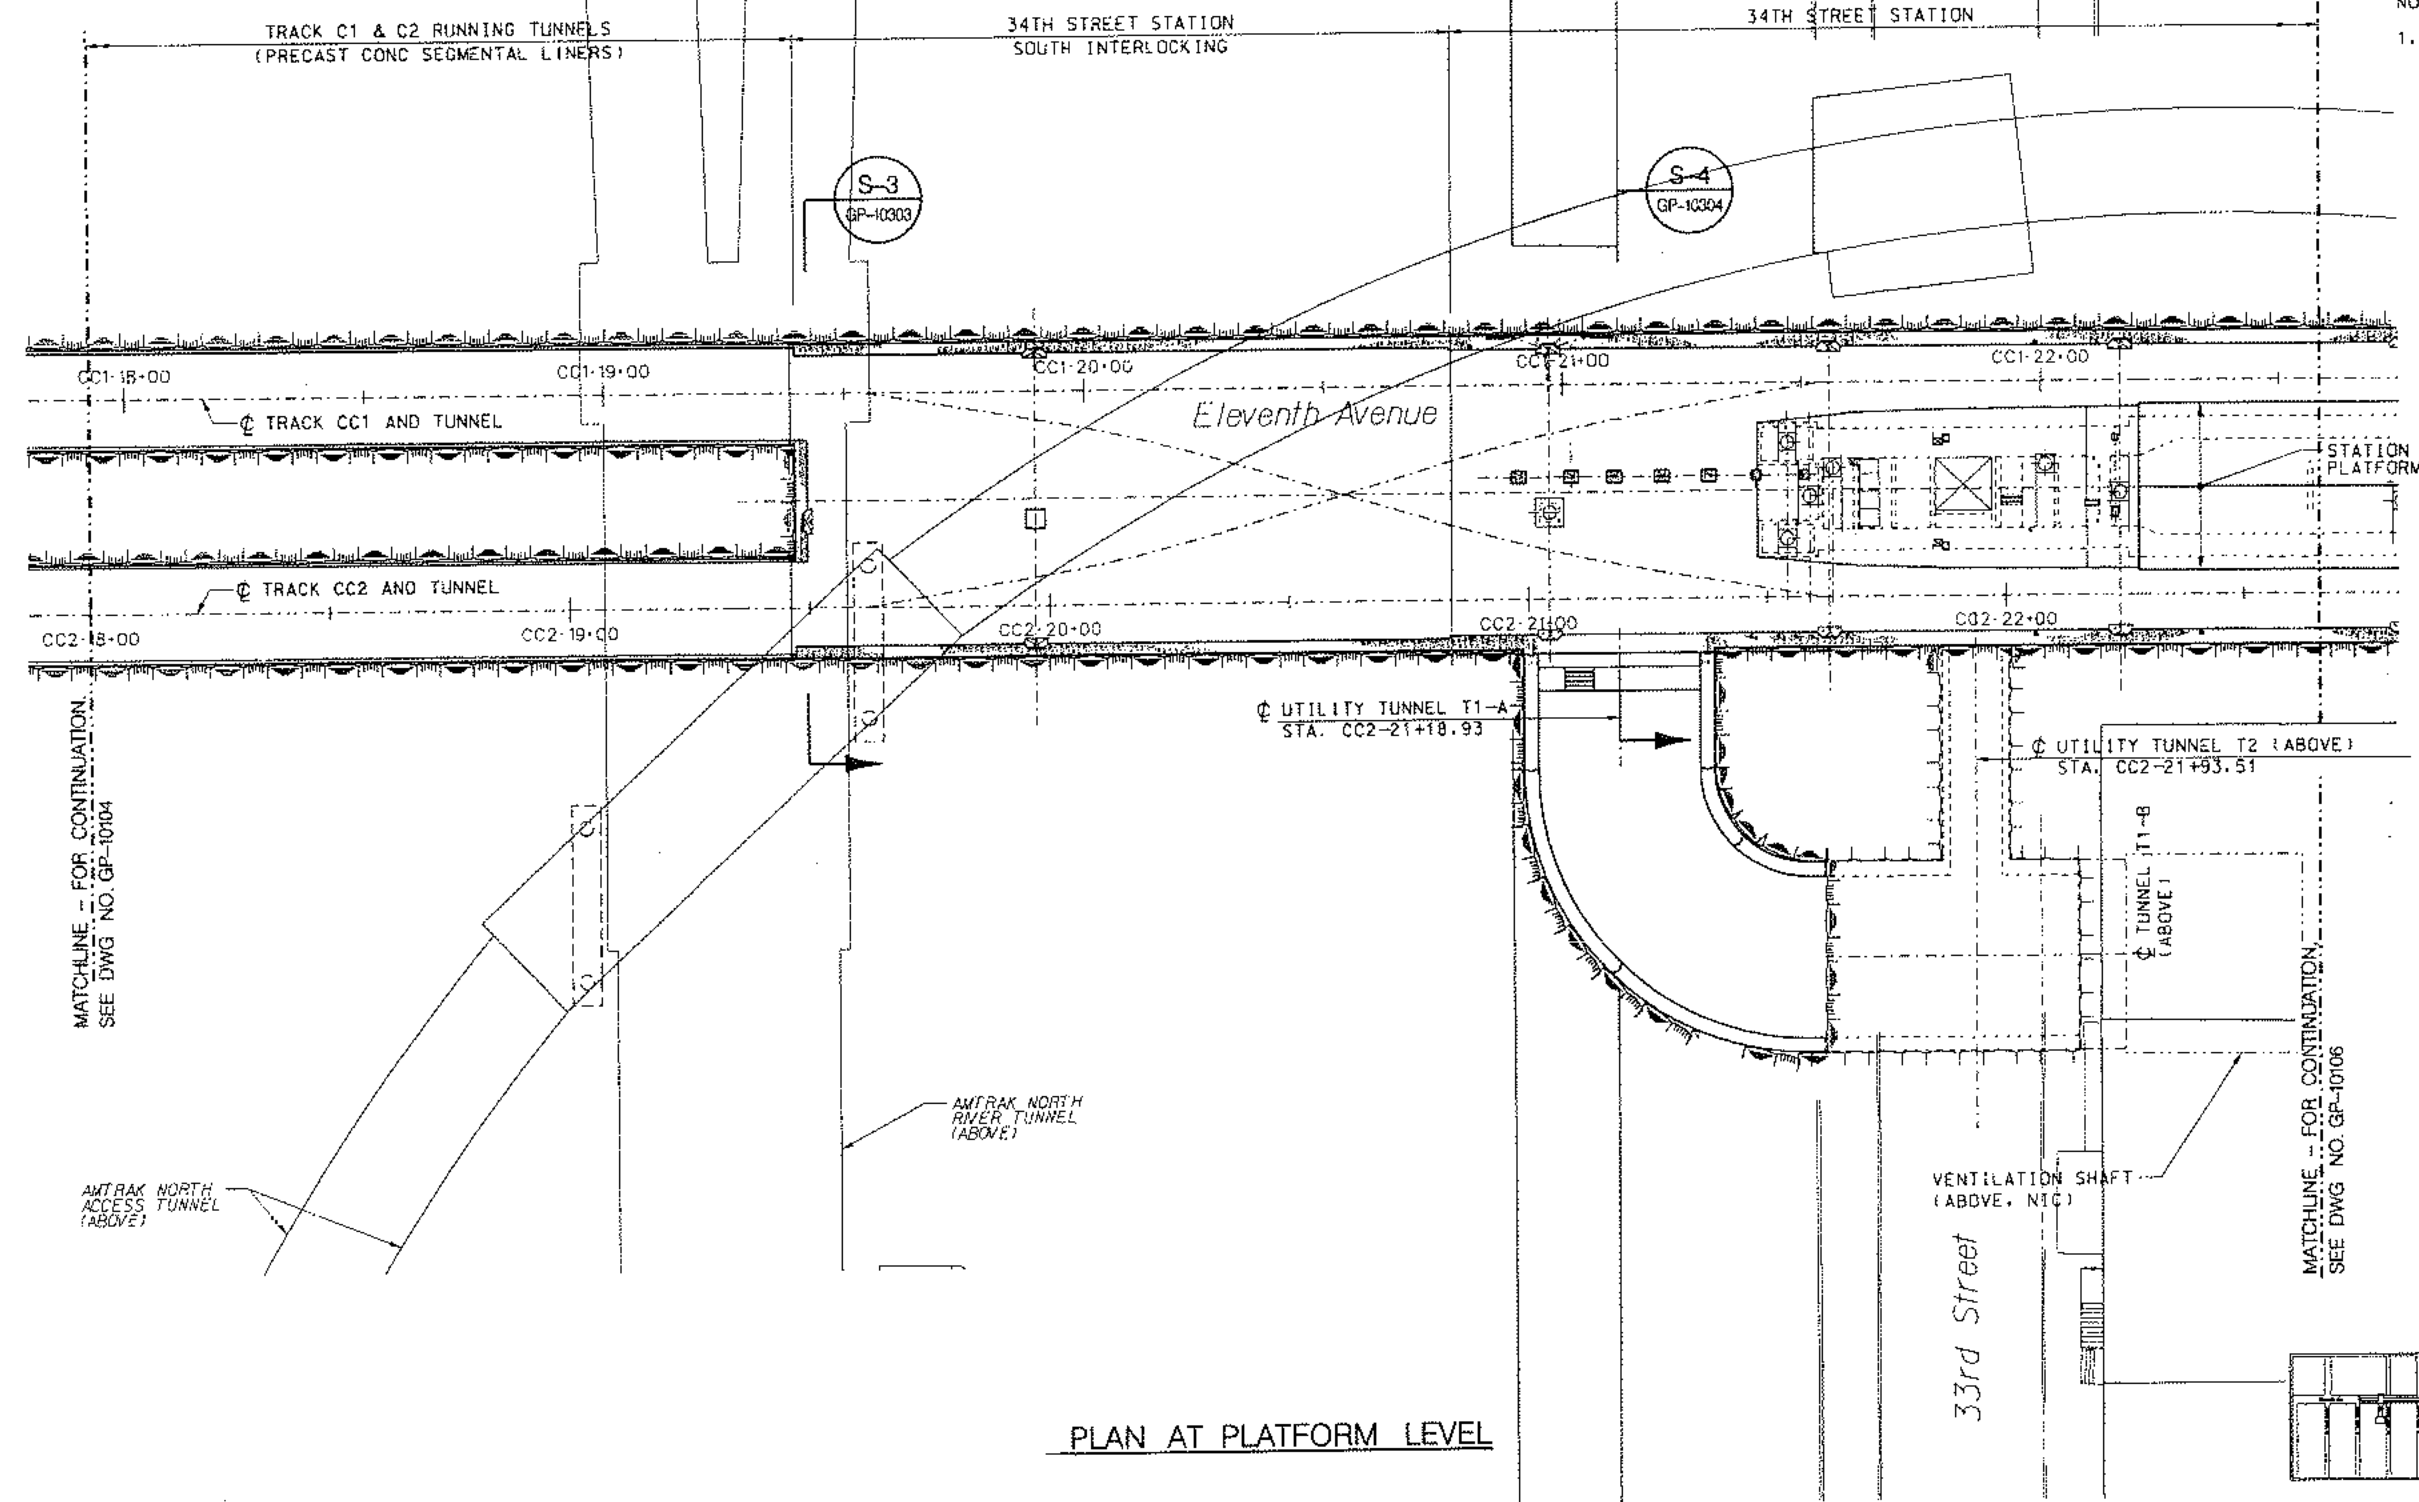 TRACK C1 & C2 RUNNING TUNNELS
(PRECAST CONC SEGMENTAL LINERS)
34TH STREET STATION
SOUTH INTERLOCKING
34TH STREET STATION
1.
S-3
GP-10303
S-4
GP-10304
CC1-18+00
CC1-19+00
CC1-20+00
CC1-21+00
CC1-22+00
℄ TRACK CC1 AND TUNNEL
Eleventh Avenue
STATION
PLATFORM
℄ TRACK CC2 AND TUNNEL
CC2-18+00
CC2-19+00
CC2-20+00
CC2-21+00
CC2-22+00
℄ UTILITY TUNNEL T1-A
STA. CC2-21+18.93
℄ UTILITY TUNNEL T2 (ABOVE)
STA. CC2-21+93.51
℄ TUNNEL T1-B
(ABOVE)
MATCHLINE - FOR CONTINUATION,
SEE DWG NO. GP-10104
MATCHLINE - FOR CONTINUATION,
SEE DWG NO. GP-10106
AMTRAK NORTH
RIVER TUNNEL
(ABOVE)
AMTRAK NORTH
ACCESS TUNNEL
(ABOVE)
VENTILATION SHAFT
(ABOVE, NIC)
33rd Street
PLAN AT PLATFORM LEVEL